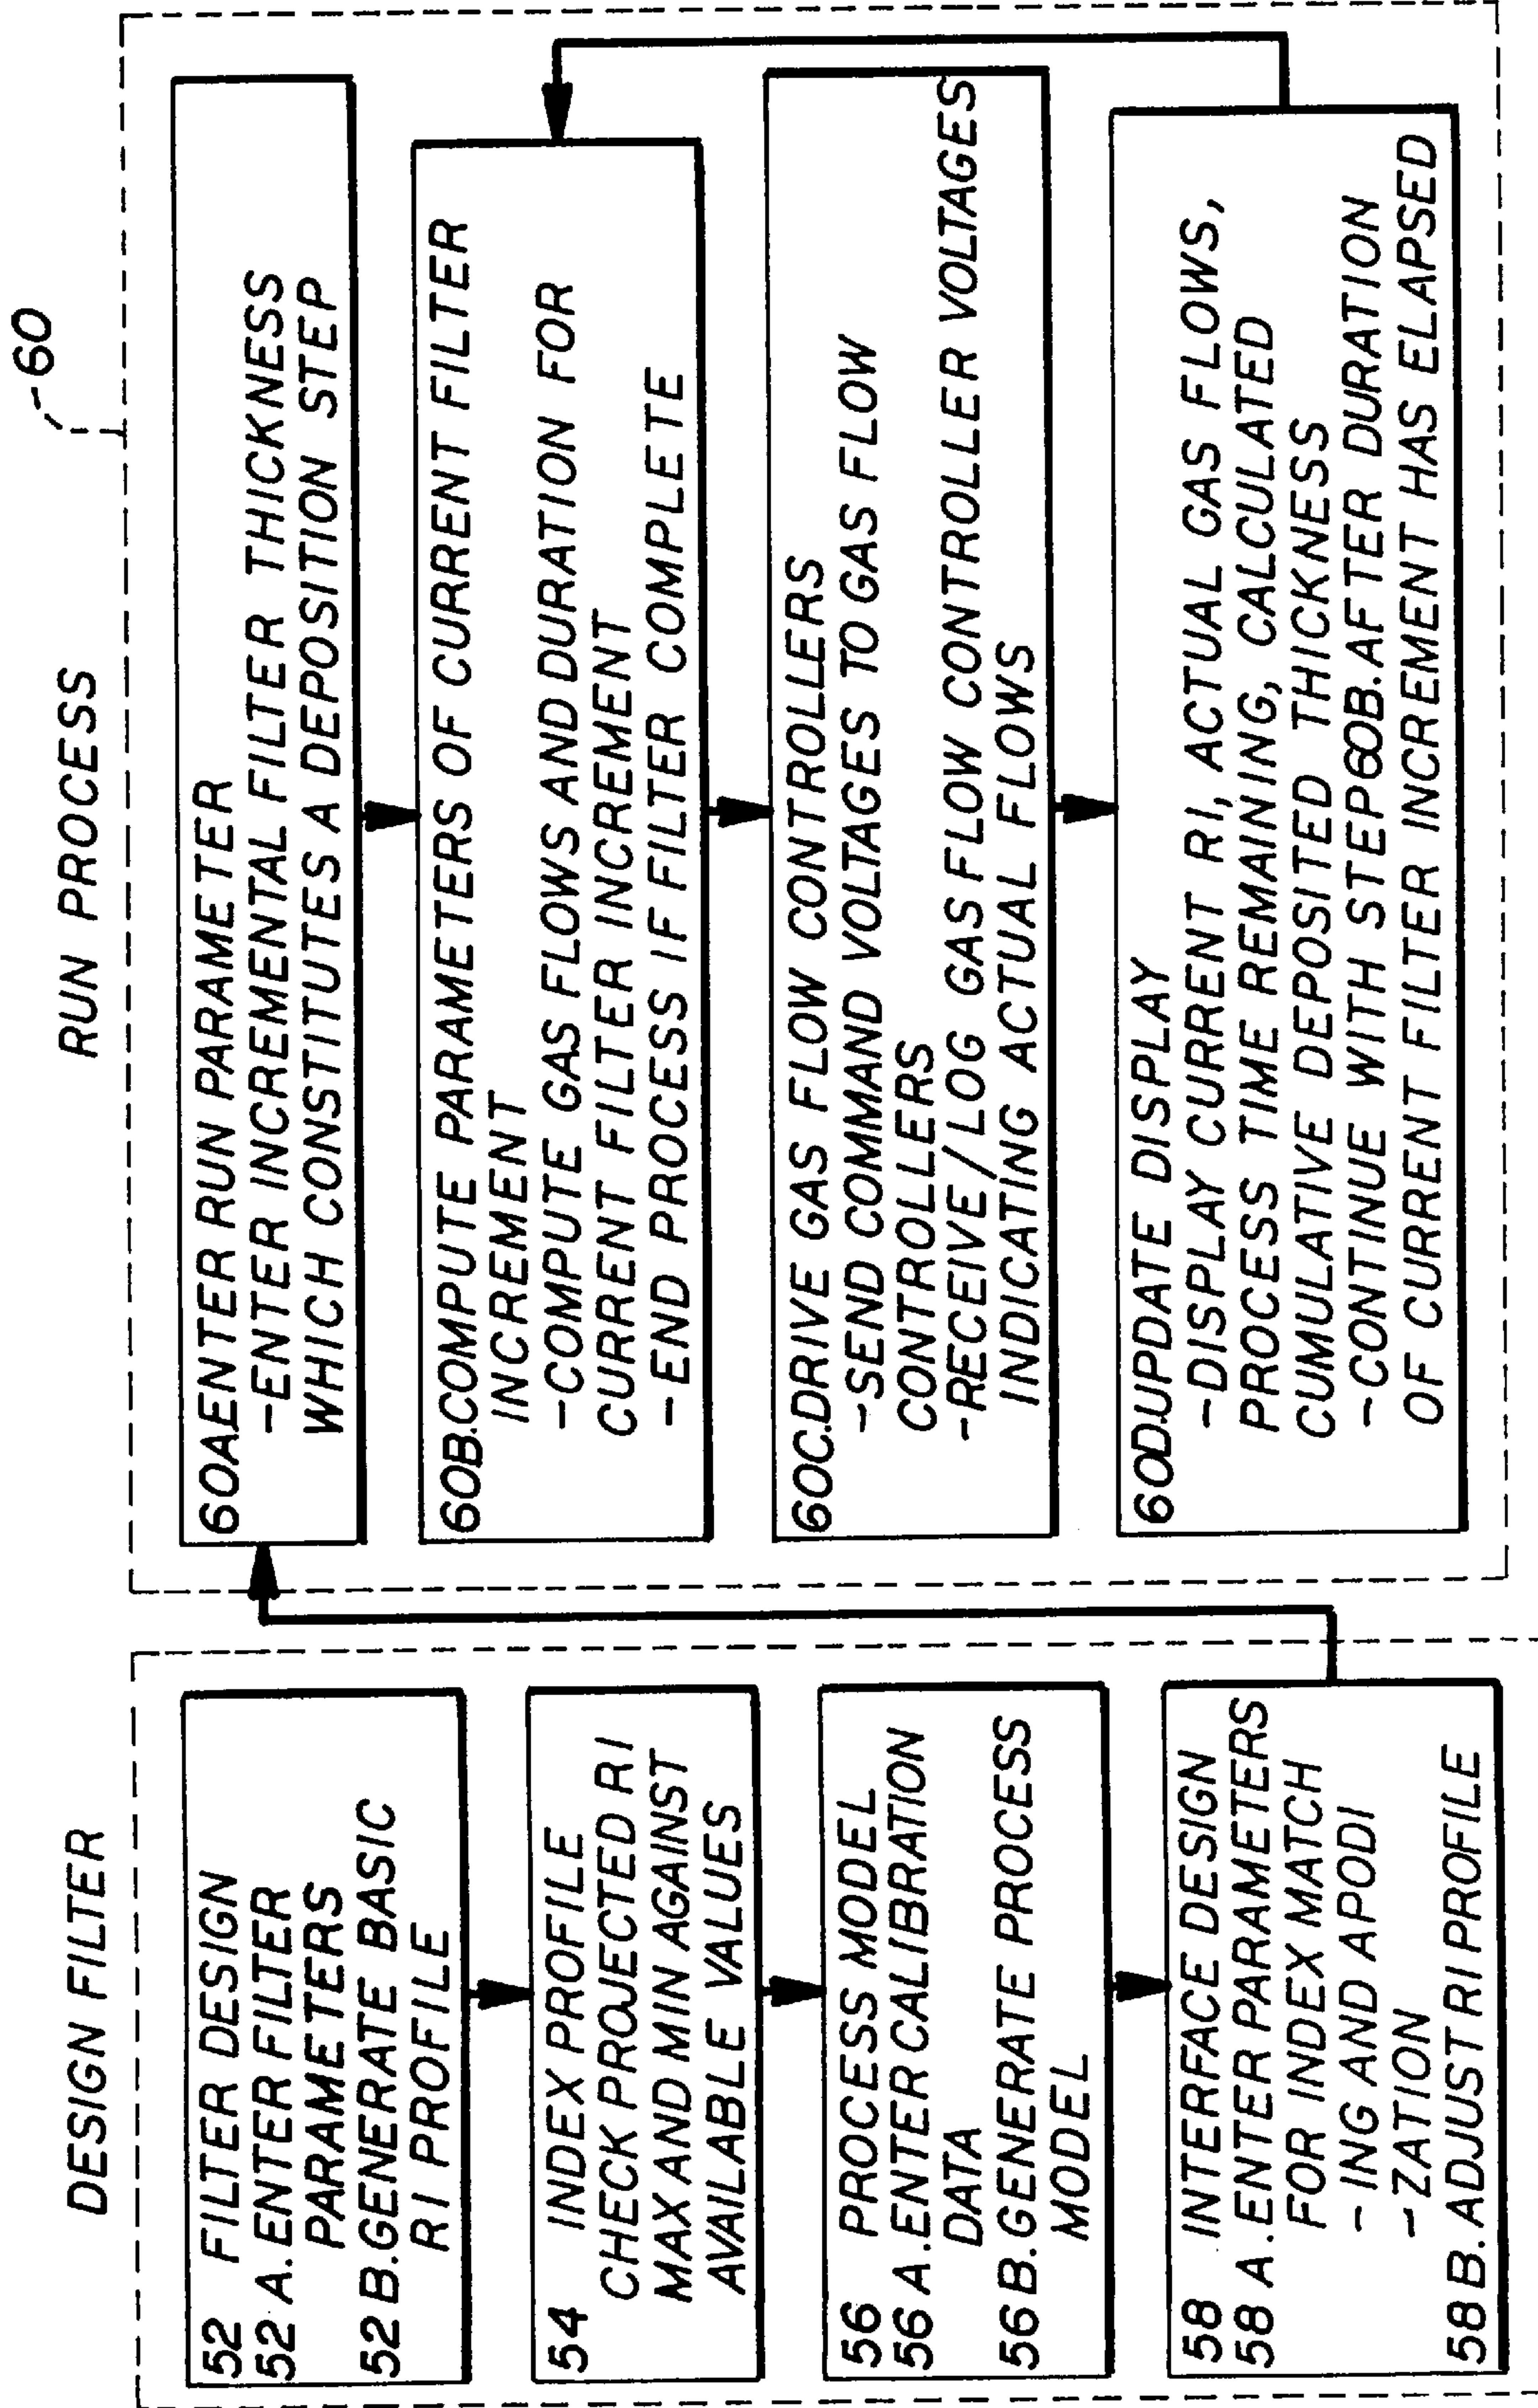 DESIGN FILTER
52 FILTER DESIGN
52 A. ENTER FILTER
PARAMETERS
52 B. GENERATE BASIC
RI PROFILE
54 INDEX PROFILE
CHECK PROJECTED RI
MAX AND MIN AGAINST
AVAILABLE VALUES
56 PROCESS MODEL
56 A. ENTER CALIBRATION
DATA
56 B. GENERATE PROCESS
MODEL
58 INTERFACE DESIGN
58 A. ENTER PARAMETERS
FOR INDEX MATCH
- ING AND APODI
- ZATION
58 B. ADJUST RI PROFILE
RUN PROCESS
60
60A. ENTER RUN PARAMETER
- ENTER INCREMENTAL FILTER THICKNESS
WHICH CONSTITUTES A DEPOSITION STEP
60B. COMPUTE PARAMETERS OF CURRENT FILTER
INCREMENT
- COMPUTE GAS FLOWS AND DURATION FOR
CURRENT FILTER INCREMENT
- END PROCESS IF FILTER COMPLETE
60C. DRIVE GAS FLOW CONTROLLERS
- SEND COMMAND VOLTAGES TO GAS FLOW
CONTROLLERS
- RECEIVE/LOG GAS FLOW CONTROLLER VOLTAGES
INDICATING ACTUAL FLOWS
60D. UPDATE DISPLAY
- DISPLAY CURRENT RI, ACTUAL GAS FLOWS,
PROCESS TIME REMAINING, CALCULATED
CUMULATIVE DEPOSITED THICKNESS
- CONTINUE WITH STEP 60B. AFTER DURATION
OF CURRENT FILTER INCREMENT HAS ELAPSED